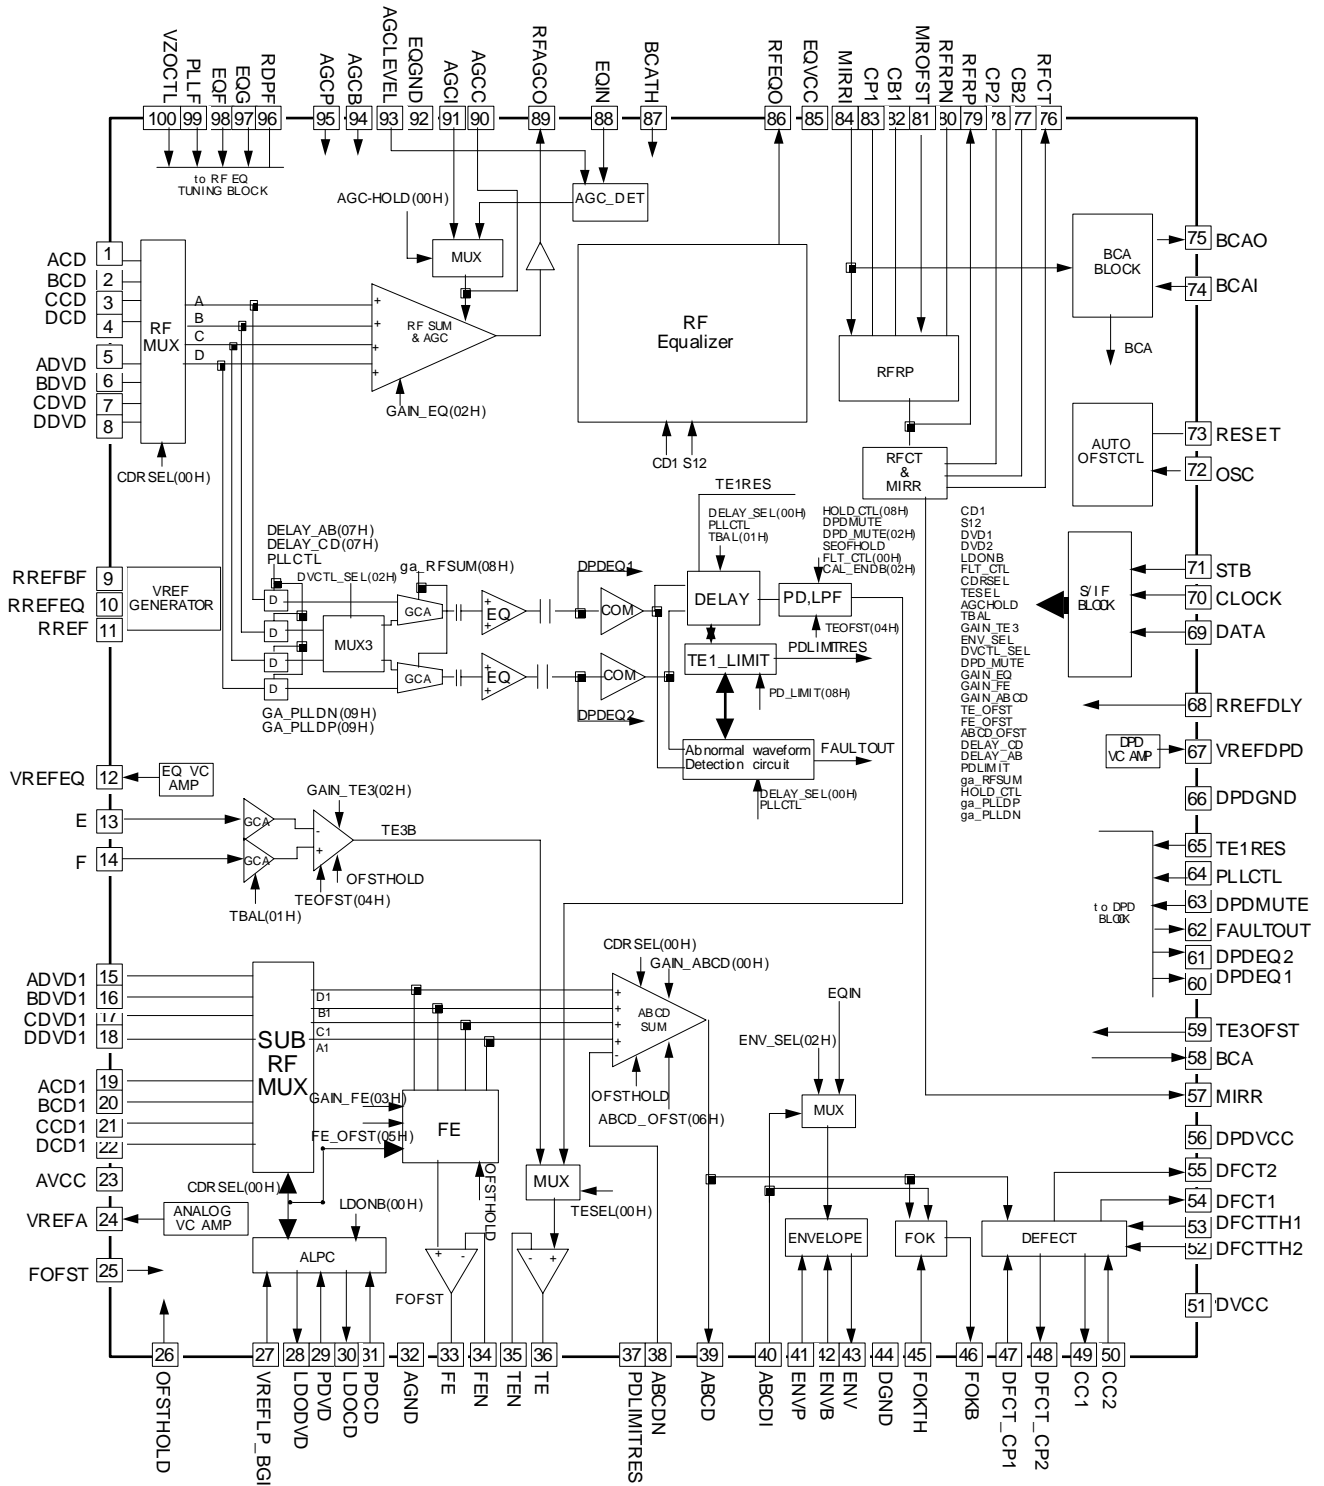 VZOCTL
PLLF
EQF
EQG
RDPF
AGCP
AGCB
AGCLEVEL
EQGND
AGCI
AGCC
RFAGCO
EQIN
BCATH
RFEQO
EQVCC
MIRRI
CP1
CB1
MROFST
RFRPN
RFRP
CP2
CB2
RFCT
100
99
98
97
96
95
94
93
92
91
90
89
88
87
86
85
84
83
82
81
80
79
78
77
76
to RF EQ
TUNING BLOCK
AGC-HOLD(00H)
AGC_DET
MUX
ACD 1
BCD 2
CCD 3
DCD 4
ADVD 5
BDVD 6
CDVD 7
DDVD 8
RF
MUX
A
B
C
D
+
+
+
+
RF SUM
& AGC
GAIN_EQ(02H)
CDRSEL(00H)
RF
Equalizer
CD1 S12
RFRP
RFCT
&
MIRR
BCA
BLOCK
BCA
75 BCAO
74 BCAI
AUTO
OFSTCTL
73 RESET
72 OSC
RREFBF 9
RREFEQ 10
RREF 11
VREF
GENERATOR
DELAY_AB(07H)
DELAY_CD(07H)
PLLCTL
DVCTL_SEL(02H)
ga_RFSUM(08H)
D
D
D
D
MUX3
GCA
GCA
+
EQ
+
+
EQ
+
DPDEQ1
COM
COM
DPDEQ2
GA_PLLDN(09H)
GA_PLLDP(09H)
TE1RES
DELAY_SEL(00H)
PLLCTL
TBAL(01H)
DELAY
HOLD_CTL(08H)
DPDMUTE
DPD_MUTE(02H)
SEOFHOLD
FLT_CTL(00H)
CAL_ENDB(02H)
PD,LPF
TEOFST(04H)
TE1_LIMIT
PDLIMITRES
PD_LIMIT(08H)
Abnormal waveform
Detection circuit
FAULTOUT
DELAY_SEL(00H)
PLLCTL
CD1
S12
DVD1
DVD2
LDONB
FLT_CTL
CDRSEL
TESEL
AGCHOLD
TBAL
GAIN_TE3
ENV_SEL
DVCTL_SEL
DPD_MUTE
GAIN_EQ
GAIN_FE
GAIN_ABCD
TE_OFST
FE_OFST
ABCD_OFST
DELAY_CD
DELAY_AB
PDLIMIT
ga_RFSUM
HOLD_CTL
ga_PLLDP
ga_PLLDN
S/IF
BLOCK
71 STB
70 CLOCK
69 DATA
68 RREFDLY
DPD
VC AMP
67 VREFDPD
66 DPDGND
65 TE1RES
64 PLLCTL
63 DPDMUTE
62 FAULTOUT
61 DPDEQ2
60 DPDEQ1
to DPD
BLOCK
59 TE3OFST
58 BCA
57 MIRR
56 DPDVCC
55 DFCT2
54 DFCT1
53 DFCTTH1
52 DFCTTH2
51 DVCC
VREFEQ 12
EQ VC
AMP
E 13
F 14
GCA
GCA
GAIN_TE3(02H)
-
+
TE3B
OFSTHOLD
TEOFST(04H)
TBAL(01H)
ADVD1 15
BDVD1 16
CDVD1 17
DDVD1 18
ACD1 19
BCD1 20
CCD1 21
DCD1 22
AVCC 23
VREFA 24
FOFST 25
SUB
RF
MUX
D1
B1
C1
A1
CDRSEL(00H)
GAIN_ABCD(00H)
+
+
+
+
-
ABCD
SUM
OFSTHOLD
ABCD_OFST(06H)
GAIN_FE(03H)
FE_OFST(05H)
FE
OFSTHOLD
CDRSEL(00H)
LDONB(00H)
ANALOG
VC AMP
ALPC
+ -
FOFST
MUX
TESEL(00H)
- +
EQIN
ENV_SEL(02H)
MUX
ENVELOPE
FOK
DEFECT
26
27
28
29
30
31
32
33
34
35
36
37
38
39
40
41
42
43
44
45
46
47
48
49
50
OFSTHOLD
VREFLP_BGI
LDODVD
PDVD
LDOCD
PDCD
AGND
FE
FEN
TEN
TE
PDLIMITRES
ABCDN
ABCD
ABCDI
ENVP
ENVB
ENV
DGND
FOKTH
FOKB
DFCT_CP1
DFCT_CP2
CC1
CC2